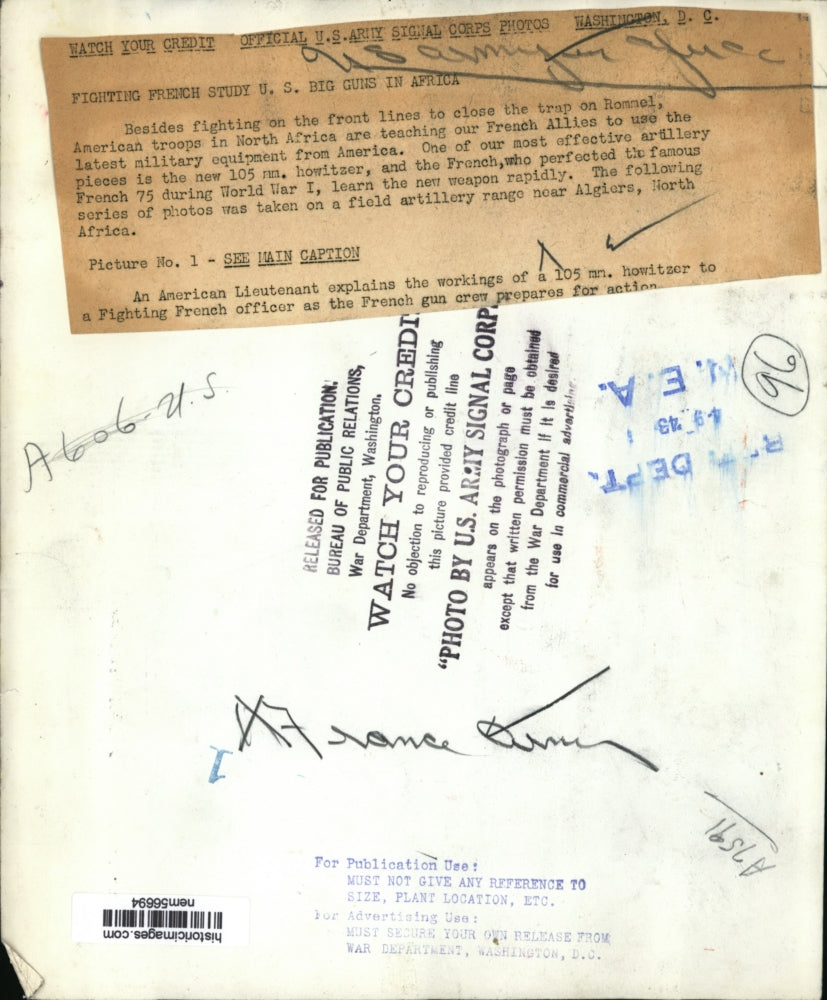 WATCH YOUR CREDIT OFFICIAL U.S.ARMY SIGNAL CORPS PHOTOS WASHINGTON, D. C.
FIGHTING FRENCH STUDY U. S. BIG GUNS IN AFRICA
Besides fighting on the front lines to close the trap on Rommel,
American troops in North Africa are teaching our French Allies to use the
latest military equipment from America. One of our most effective artillery
pieces is the new 105 mm. howitzer, and the French,who perfected the famous
French 75 during World War I, learn the new weapon rapidly. The following
series of photos was taken on a field artillery range near Algiers, North
Africa.
Picture No. 1 - SEE MAIN CAPTION
An American Lieutenant explains the workings of a 105 mm. howitzer to
a Fighting French officer as the French gun crew prepares for action
96
N.E.A.
19 '43
DEPT.
A606-U.S
RELEASED FOR PUBLICATION,
BUREAU OF PUBLIC RELATIONS,
War Department, Washington.
WATCH YOUR CREDI
No objection to reproducing or publishing
this picture provided credit line
"PHOTO BY U.S. ARMY SIGNAL CORP
appears on the photograph or page
except that written permission must be obtained
from the War Department if it is desired
for use in commercial advertising.
France
1
A7591
For Publication Use:
MUST NOT GIVE ANY REFERENCE TO
SIZE, PLANT LOCATION, ETC.
For Advertising Use:
MUST SECURE YOUR OWN RELEASE FROM
WAR DEPARTMENT, WASHINGTON, D.C.
historicimages.com
nem56694